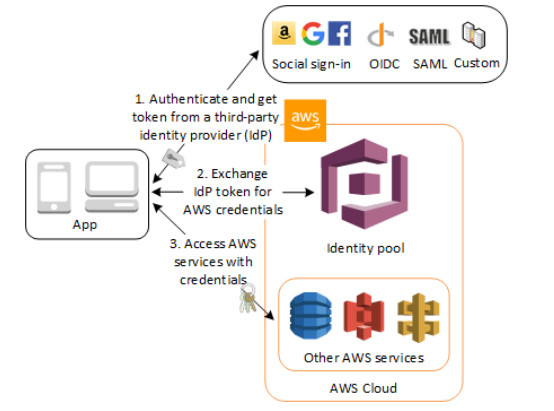 a G f SAML
Social sign-in OIDC SAML Custom
1. Authenticate and get
token from a third-party
identity provider (IdP)
aws
2. Exchange
IdP token for
AWS credentials
App
Identity pool
3. Access AWS
services with
credentials
Other AWS services
AWS Cloud